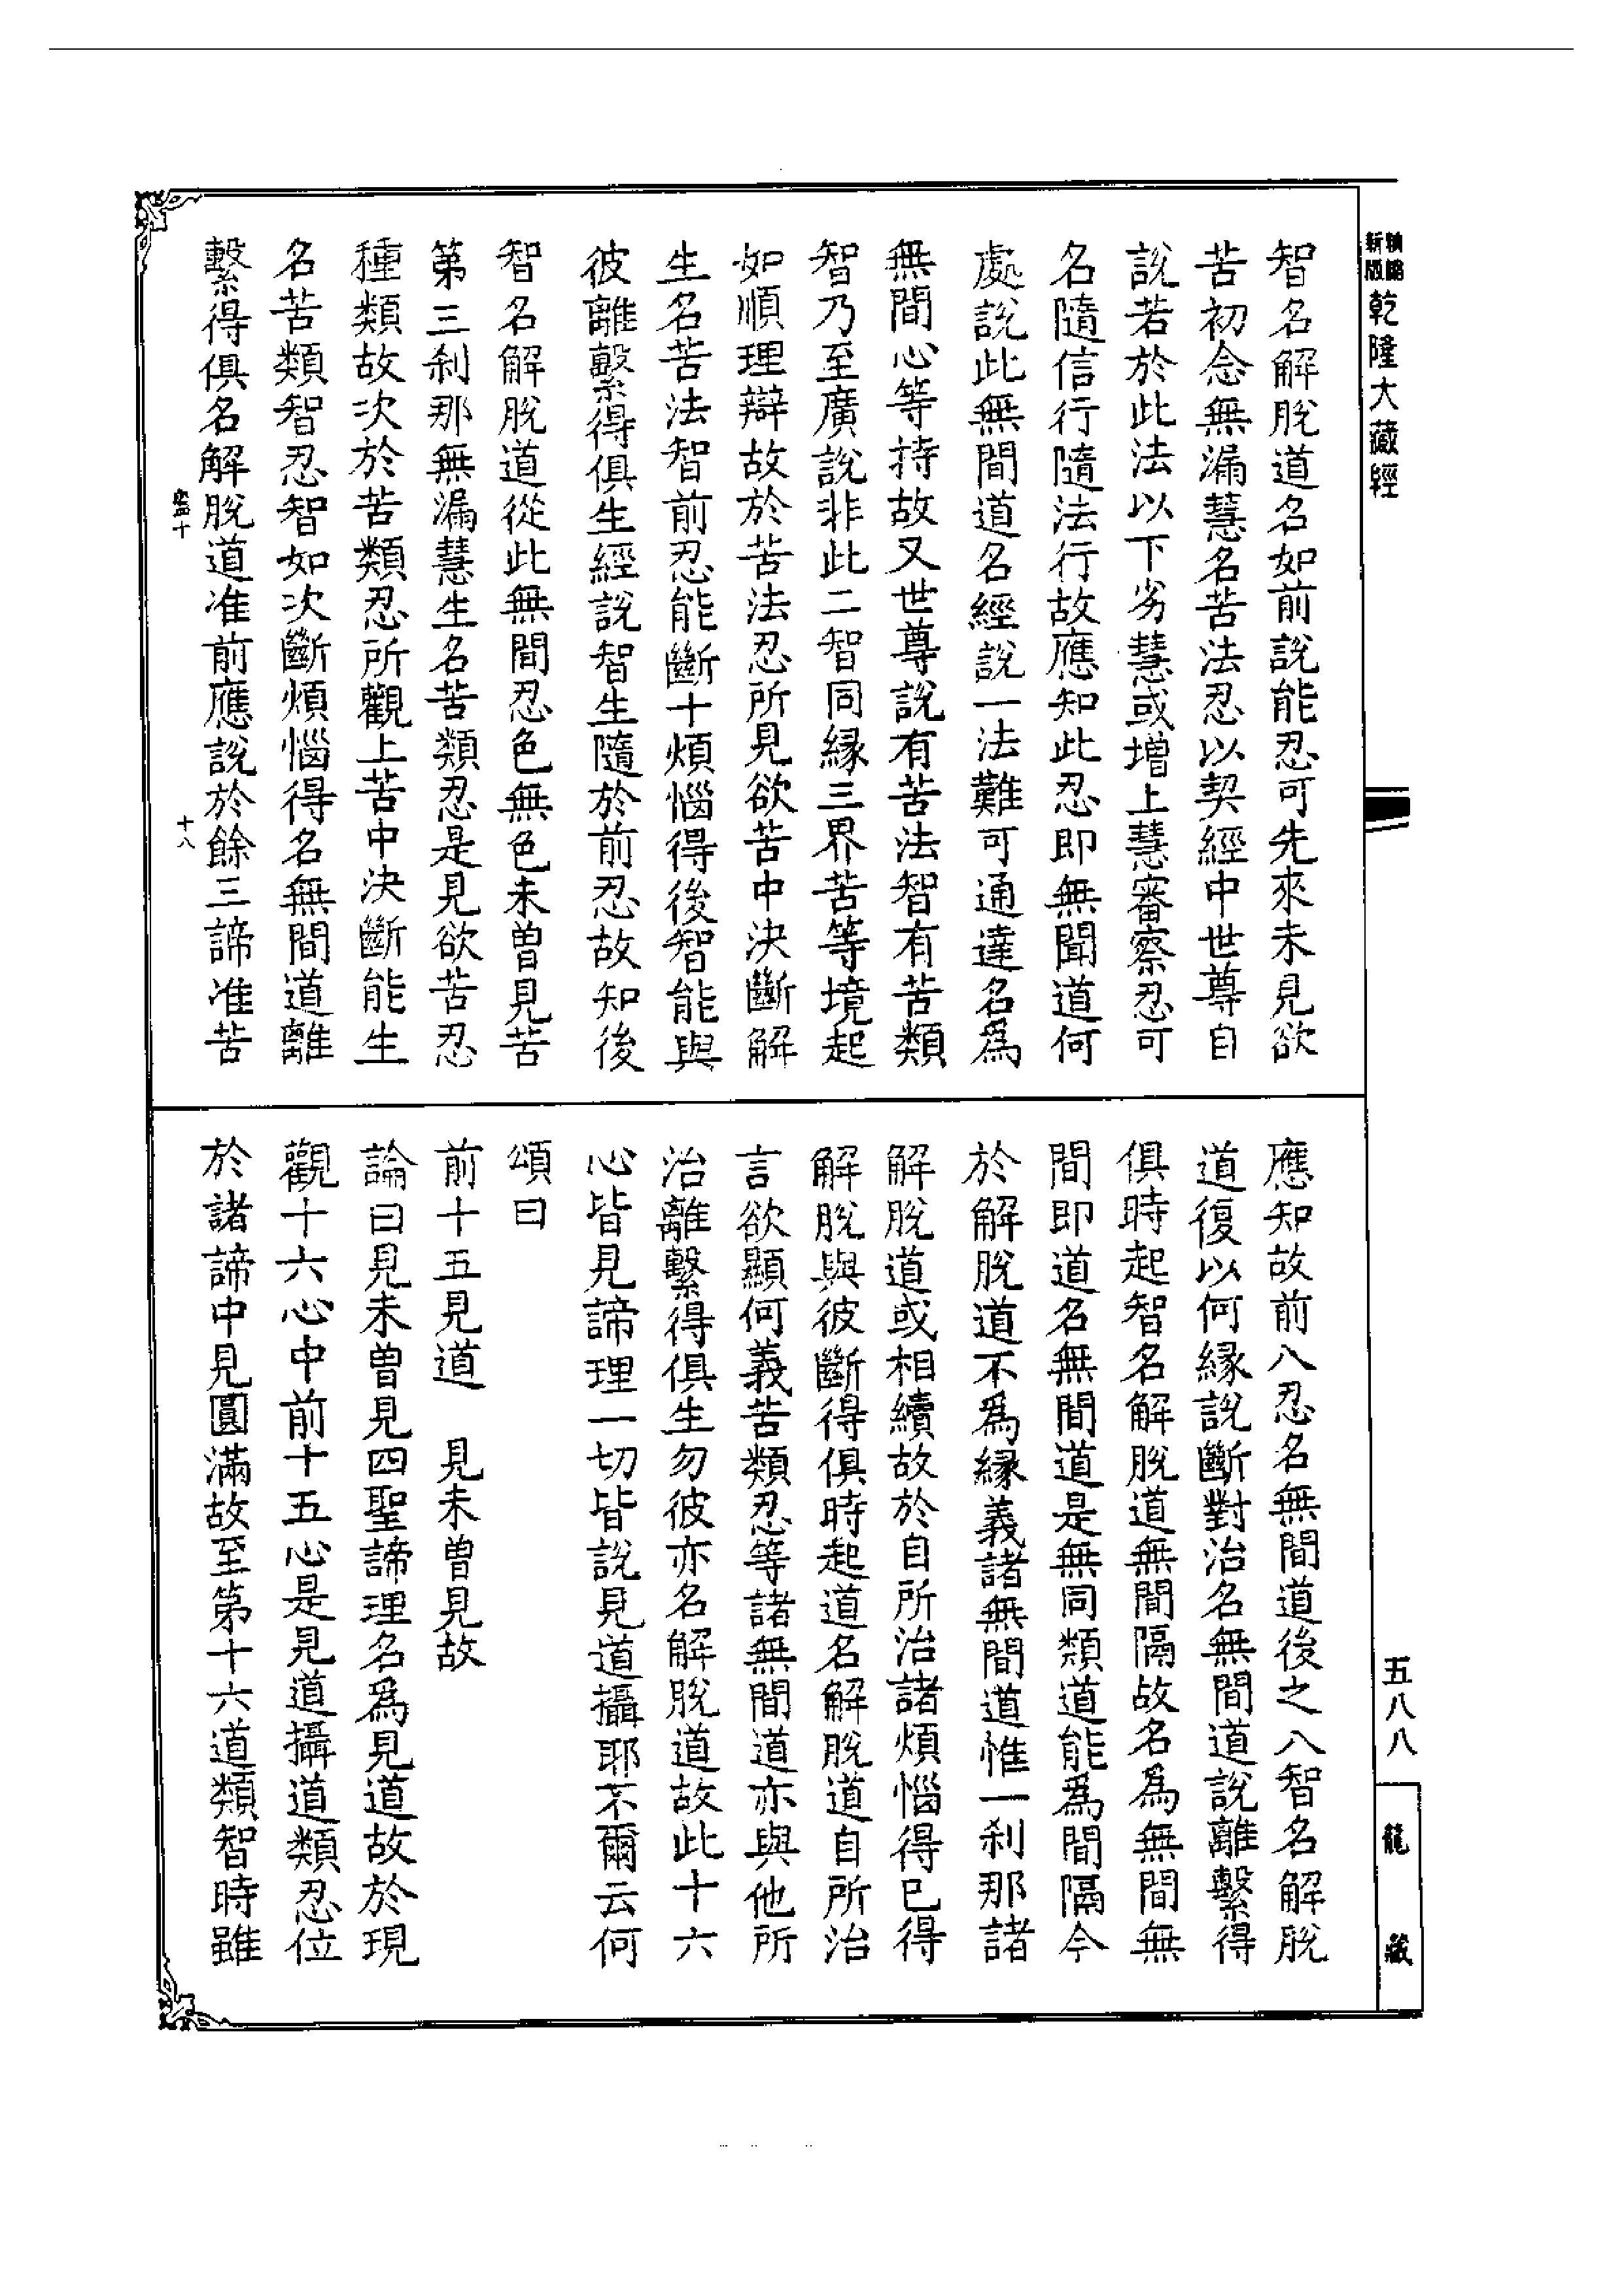 新版
乾隆大藏經
智名解脫道名如前說能忍可先來未見欲
苦初念無漏慧名苦法忍以契經中世尊自
說若於此法以下劣慧或增上慧審察忍可
名隨信行隨法行故應知此忍即無聞道何
處說此無間道名經說一法難可通達名爲
無間心等持故又世尊說有苦法智有苦類
智乃至廣說非此二智同緣三界苦等境起
如順理辯故於苦法忍所見欲苦中決斷解
生名苦法智前忍能斷十煩惱得後智能與
彼離繫得俱生經說智生隨於前忍故知後
智名解脫道從此無間忍色無色未曾見苦
第三刹那無漏慧生名苦類忍是見欲苦忍
種類故次於苦類忍所觀上苦中決斷能生
名苦類智忍智如次斷煩惱得名無間道離
繫得俱名解脫道准前應說於餘三諦准苦
十
十八
應知故前八忍名無間道後之八智名解脫
道復以何緣說斷對治名無間道說離繫得
俱時起智名解脫道無間隔故名爲無間無
間即道名無間道是無同類道能爲間隔令
於解脫道不爲緣義諸無間道惟一刹那諸
解脫道或相續故於自所治諸煩惱得已得
解脫與彼斷得俱時起道名解脫道自所治
言欲顯何義苦類忍等諸無間道亦與他所
治離繫得俱生勿彼亦名解脫道故此十六
心皆見諦理一切皆說見道攝耶不爾云何
頌曰
前十五見道　見未曾見故
論曰見未曾見四聖諦理名爲見道故於現
觀十六心中前十五心是見道攝道類忍位
於諸諦中見圓滿故至第十六道類智時雖
五八八
龍藏